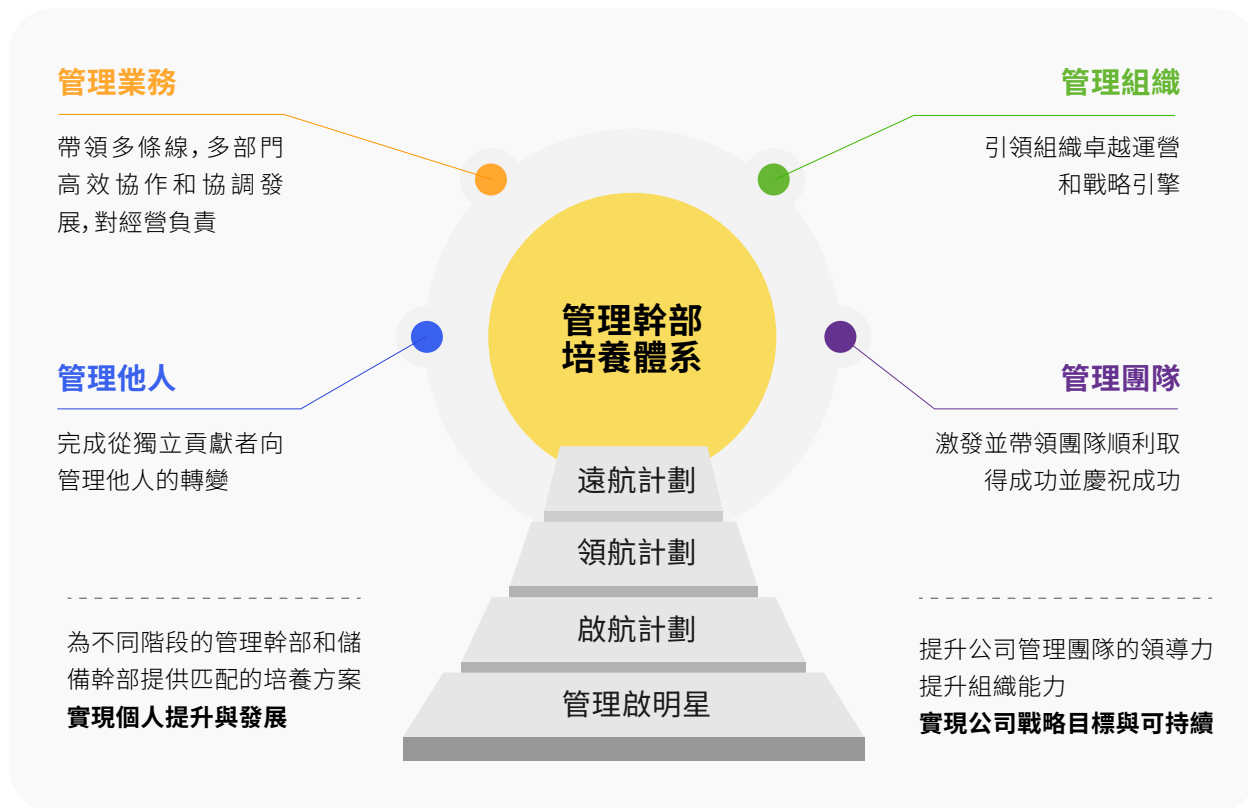 管理業務
帶領多條線，多部門
高效協作和協調發
展，對經營負責
管理組織
引領組織卓越運營
和戰略引擎
管理幹部
培養體系
管理他人
完成從獨立貢獻者向
管理他人的轉變
管理團隊
激發並帶領團隊順利取
得成功並慶祝成功
遠航計劃
領航計劃
啟航計劃
管理啟明星
為不同階段的管理幹部和儲
備幹部提供匹配的培養方案
實現個人提升與發展
提升公司管理團隊的領導力
提升組織能力
實現公司戰略目標與可持續